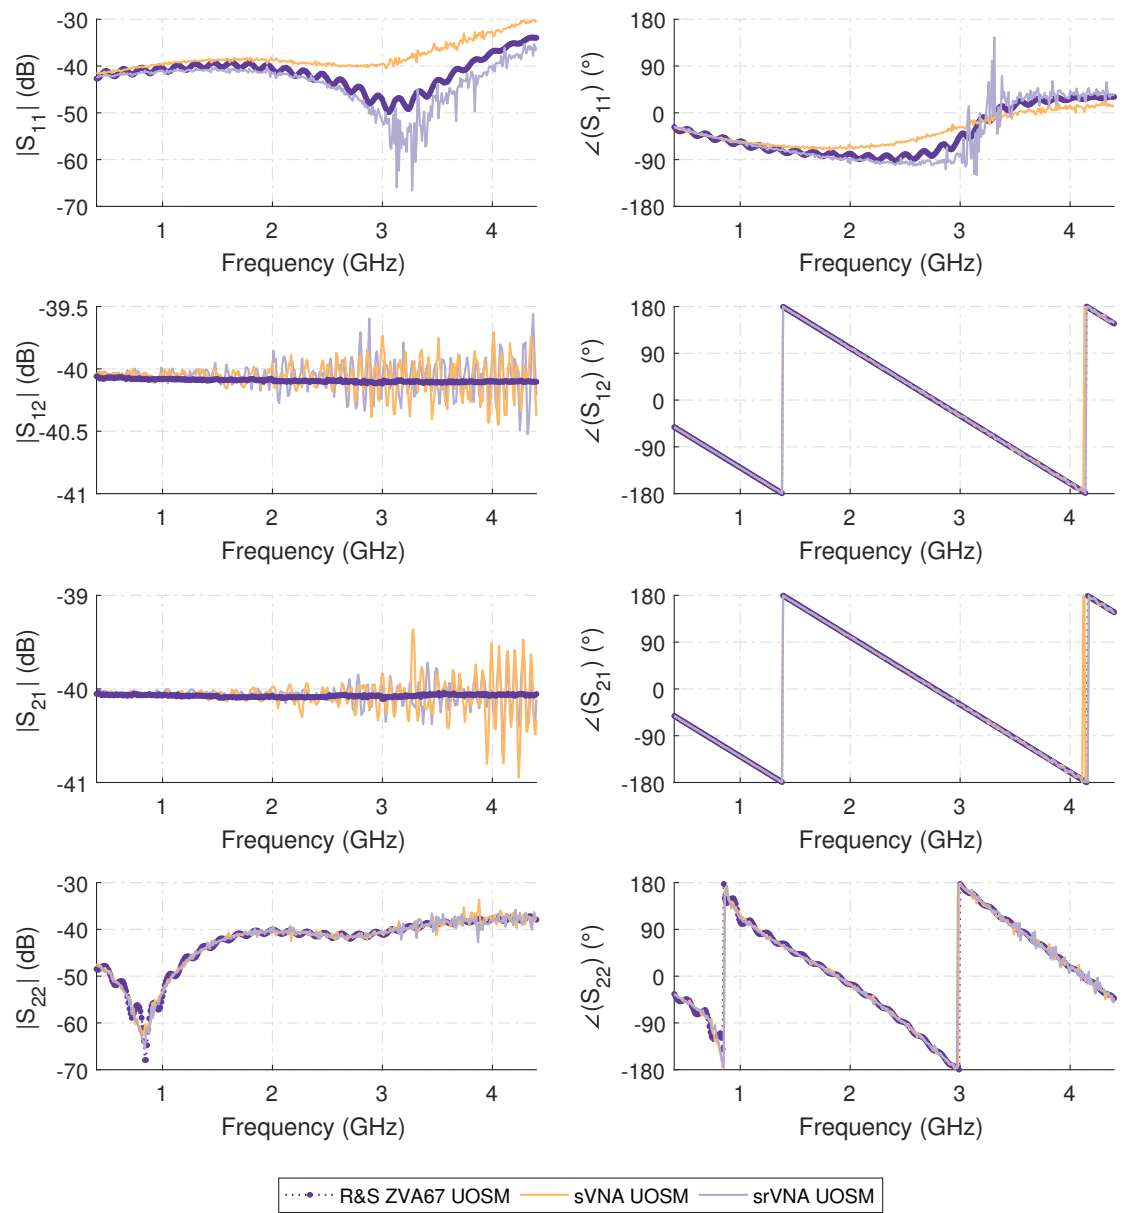 -30
-40
-50
-60
-70
|S11| (dB)
1 2 3 4
Frequency (GHz)
180
90
0
-90
-180
∠(S11) (°)
1 2 3 4
Frequency (GHz)
-39.5
-40
-40.5
-41
|S12| (dB)
1 2 3 4
Frequency (GHz)
180
90
0
-90
-180
∠(S12) (°)
1 2 3 4
Frequency (GHz)
-39
-40
-41
|S21| (dB)
1 2 3 4
Frequency (GHz)
180
90
0
-90
-180
∠(S21) (°)
1 2 3 4
Frequency (GHz)
-30
-40
-50
-60
-70
|S22| (dB)
1 2 3 4
Frequency (GHz)
180
90
0
-90
-180
∠(S22) (°)
1 2 3 4
Frequency (GHz)
R&S ZVA67 UOSM sVNA UOSM srVNA UOSM